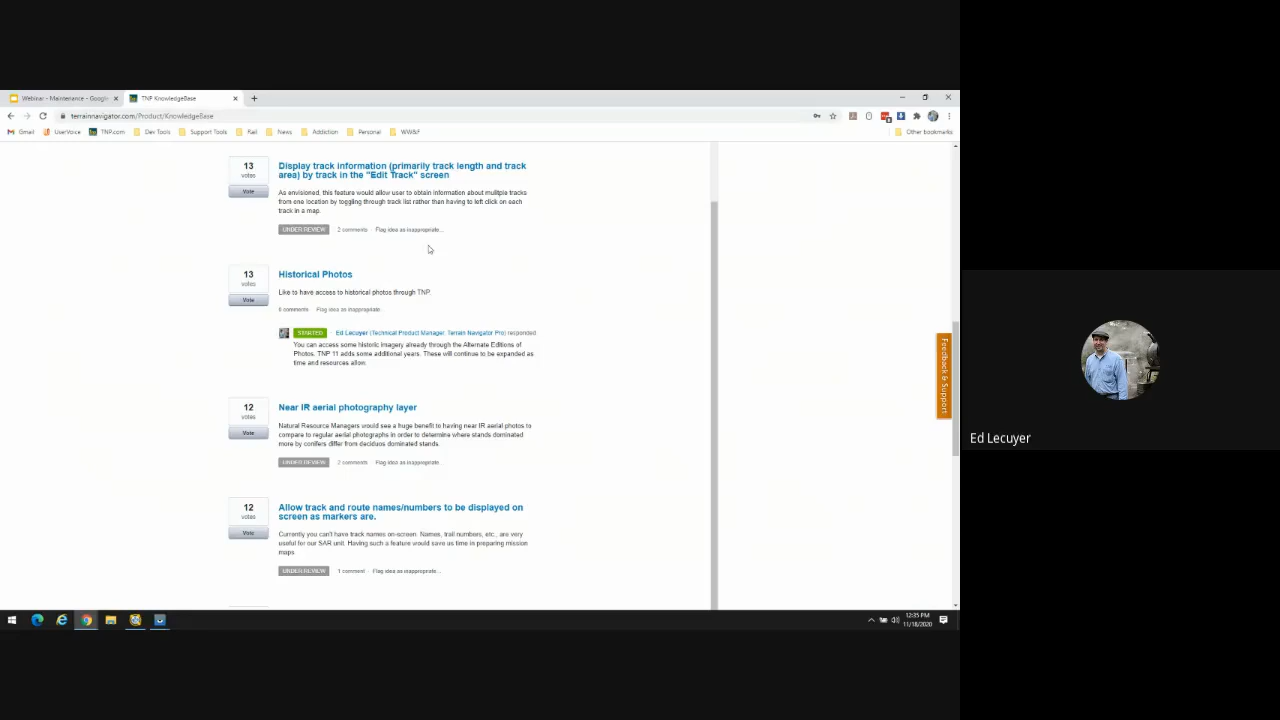 Webinar - Maintenance - Google
TNP KnowledgeBase
terrainnavigator.com/Product/KnowledgeBase
Gmail UserVoice TNP.com Dev Tools Support Tools Rail News Addiction Personal WW&F Other bookmarks
13
votes
Vote
Display track information (primarily track length and track
area) by track in the "Edit Track" screen
As envisioned, this feature would allow user to obtain information about mulitple tracks
from one location by toggling through track list rather than having to left click on each
track in a map.
UNDER REVIEW 2 comments · Flag idea as inappropriate…
13
votes
Vote
Historical Photos
Like to have access to historical photos through TNP.
comments · Flag idea as inappropriate
STARTED · Ed Lecuyer (Technical Product Manager, Terrain Navigator Pro) responded
You can access some historic imagery already through the Alternate Editions of
Photos. TNP 11 adds some additional years. These will continue to be expanded as
time and resources allow.
12
votes
Vote
Near IR aerial photography layer
Natural Resource Managers would see a huge benefit to having near IR aerial photos to
compare to regular aerial photographs in order to determine where stands dominated
more by conifers differ from deciduos dominated stands.
UNDER REVIEW 2 comments · Flag idea as inappropriate…
12
votes
Vote
Allow track and route names/numbers to be displayed on
screen as markers are.
Currently you can't have track names on-screen. Names, trail numbers, etc., are very
useful for our SAR unit. Having such a feature would save us time in preparing mission
maps
UNDER REVIEW 1 comment · Flag idea as inappropriate…
Feedback & Support
12:35 PM
11/18/2020
Ed Lecuyer